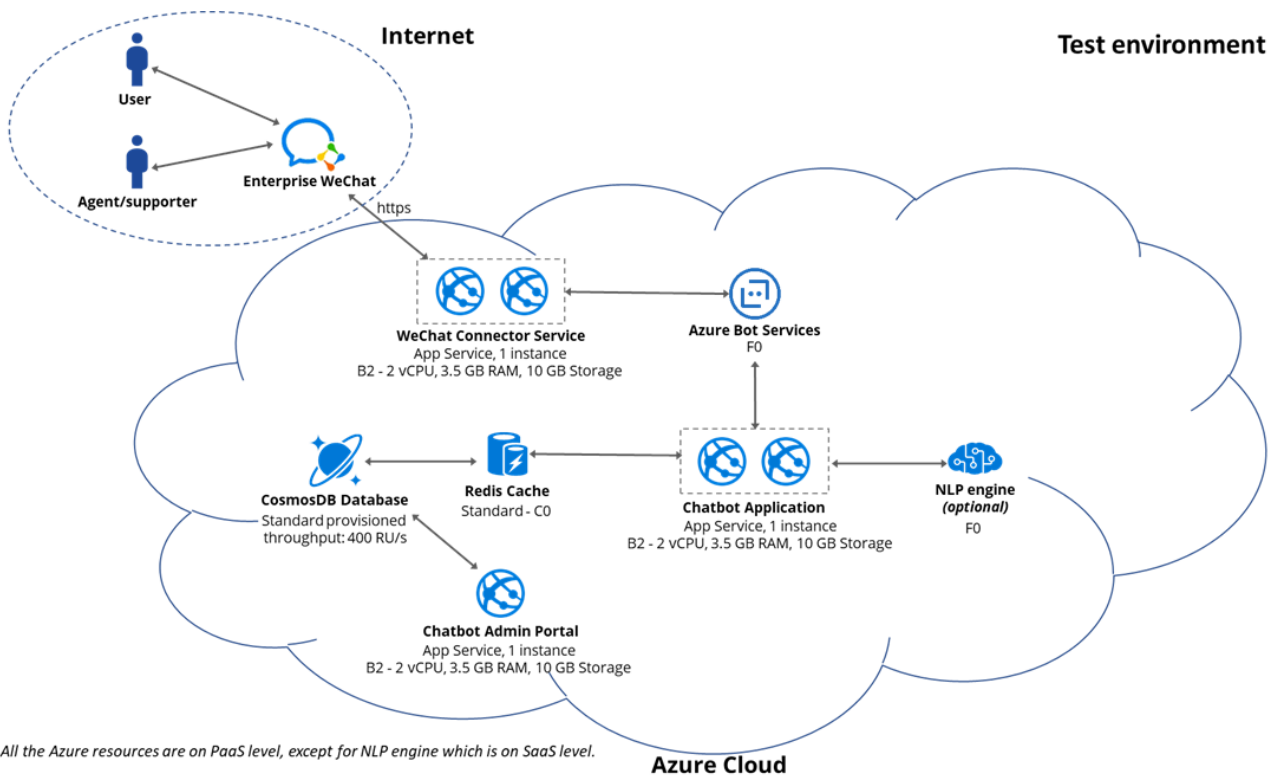 Internet
Test environment
User
Agent/supporter
Enterprise WeChat
https
WeChat Connector Service
App Service, 1 instance
B2 - 2 vCPU, 3.5 GB RAM, 10 GB Storage
Azure Bot Services
F0
CosmosDB Database
Standard provisioned
throughput: 400 RU/s
Redis Cache
Standard - C0
Chatbot Application
App Service, 1 instance
B2 - 2 vCPU, 3.5 GB RAM, 10 GB Storage
NLP engine
(optional)
F0
Chatbot Admin Portal
App Service, 1 instance
B2 - 2 vCPU, 3.5 GB RAM, 10 GB Storage
All the Azure resources are on PaaS level, except for NLP engine which is on SaaS level.
Azure Cloud